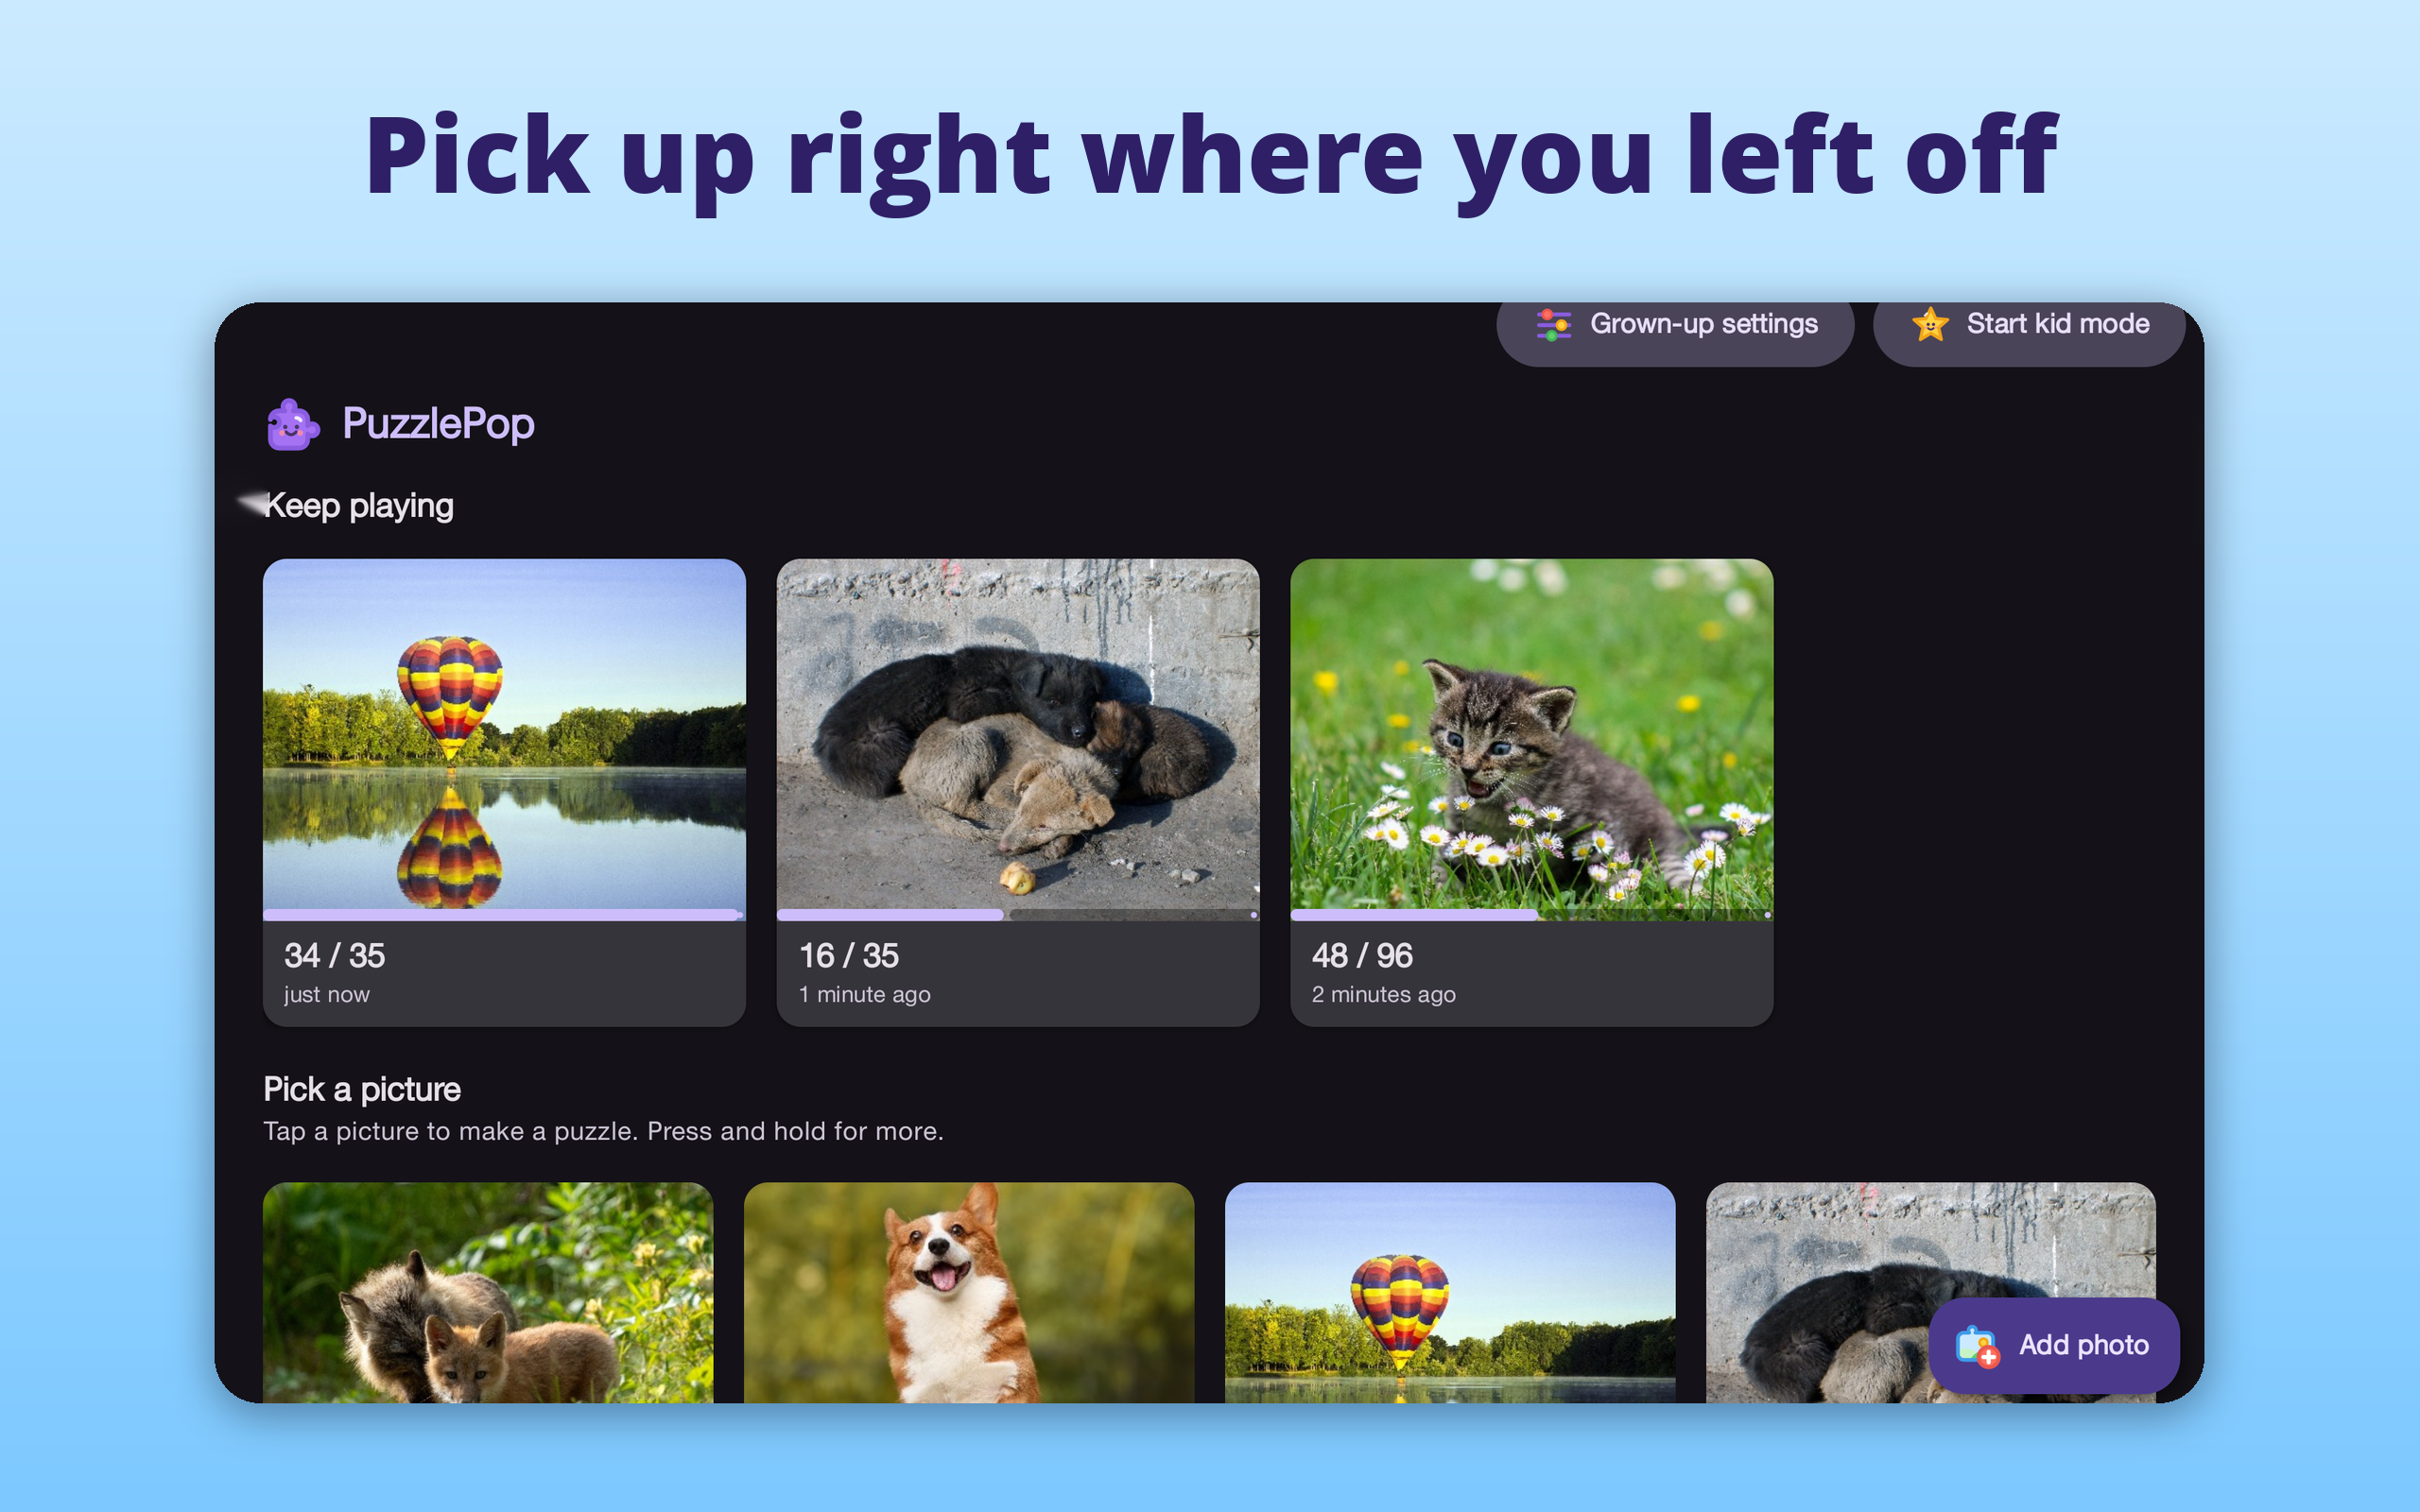 Pick up right where you left off
Grown-up settings
Start kid mode
PuzzlePop
Keep playing
34 / 35
just now
16 / 35
1 minute ago
48 / 96
2 minutes ago
Pick a picture
Tap a picture to make a puzzle. Press and hold for more.
Add photo